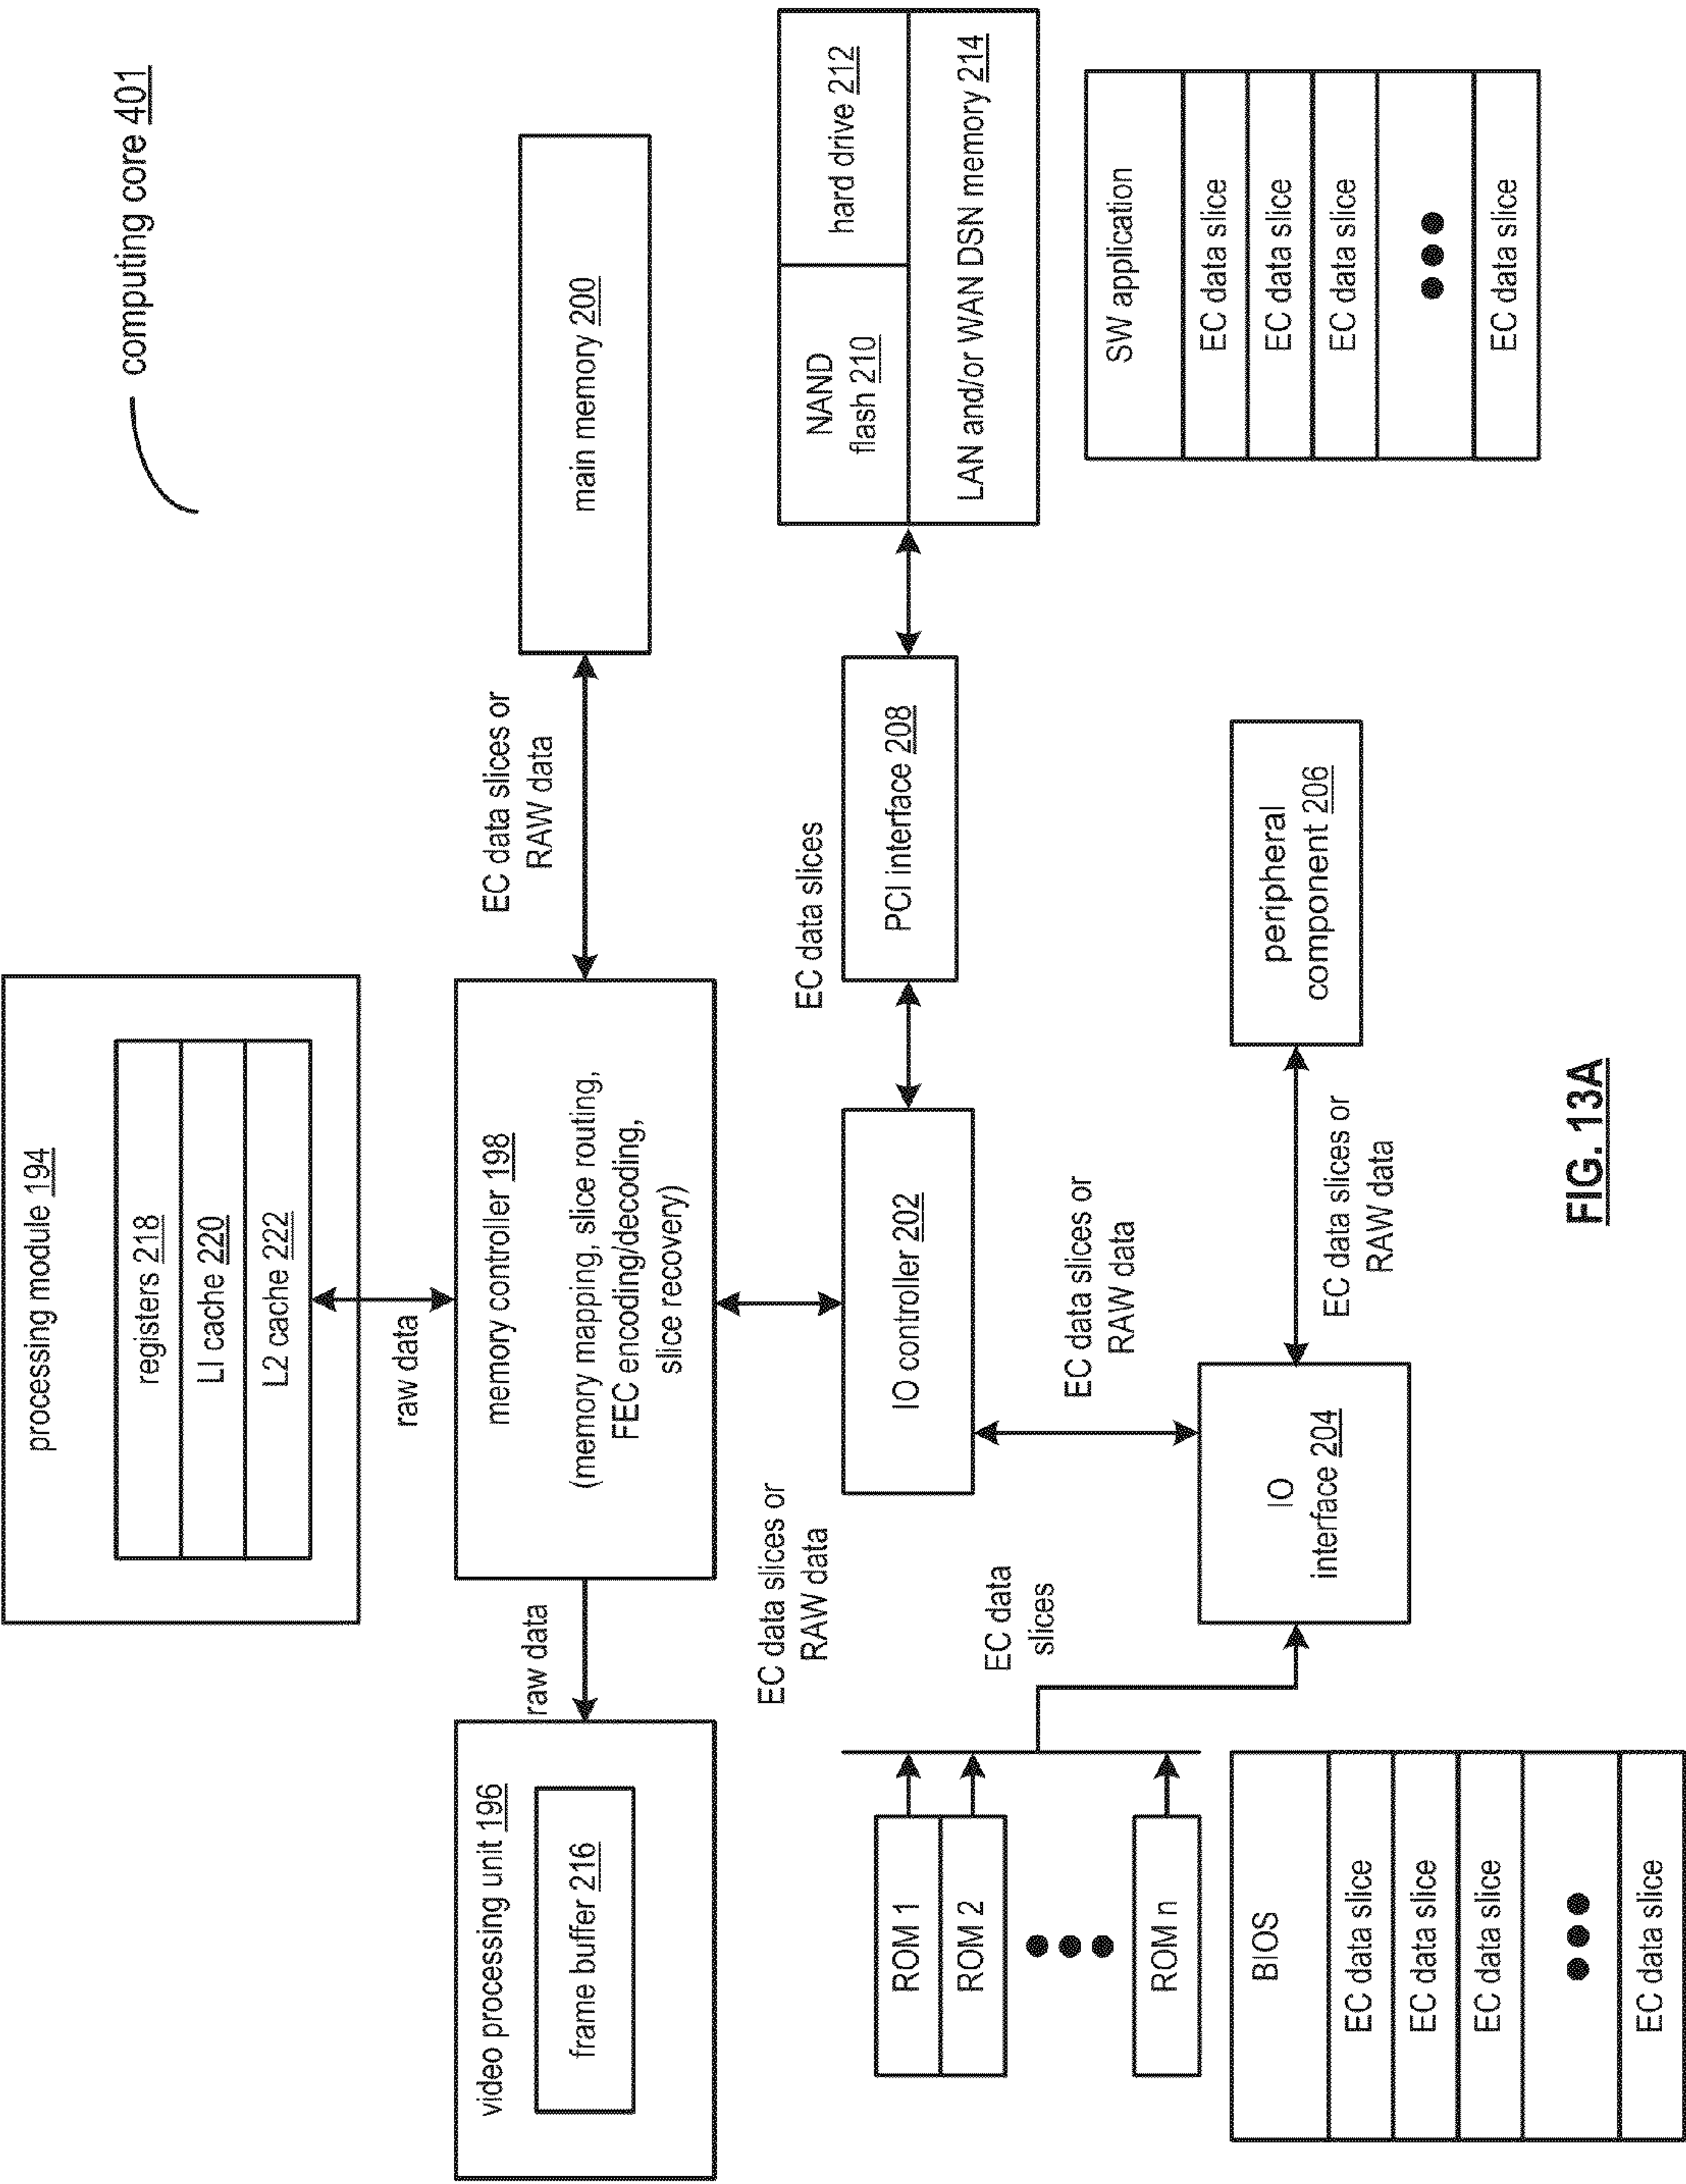 computing core 401
processing module 194
registers 218
LI cache 220
L2 cache 222
raw data
video processing unit 196
frame buffer 216
raw data
memory controller 198
(memory mapping, slice routing,
FEC encoding/decoding,
slice recovery)
EC data slices or
RAW data
main memory 200
EC data slices or
RAW data
IO controller 202
EC data slices
PCI interface 208
NAND
flash 210
hard drive 212
LAN and/or WAN DSN memory 214
ROM 1
ROM 2
ROM n
EC data
slices
EC data slices or
RAW data
IO
interface 204
EC data slices or
RAW data
peripheral
component 206
SW application
EC data slice
EC data slice
EC data slice
EC data slice
BIOS
EC data slice
EC data slice
EC data slice
EC data slice
FIG. 13A